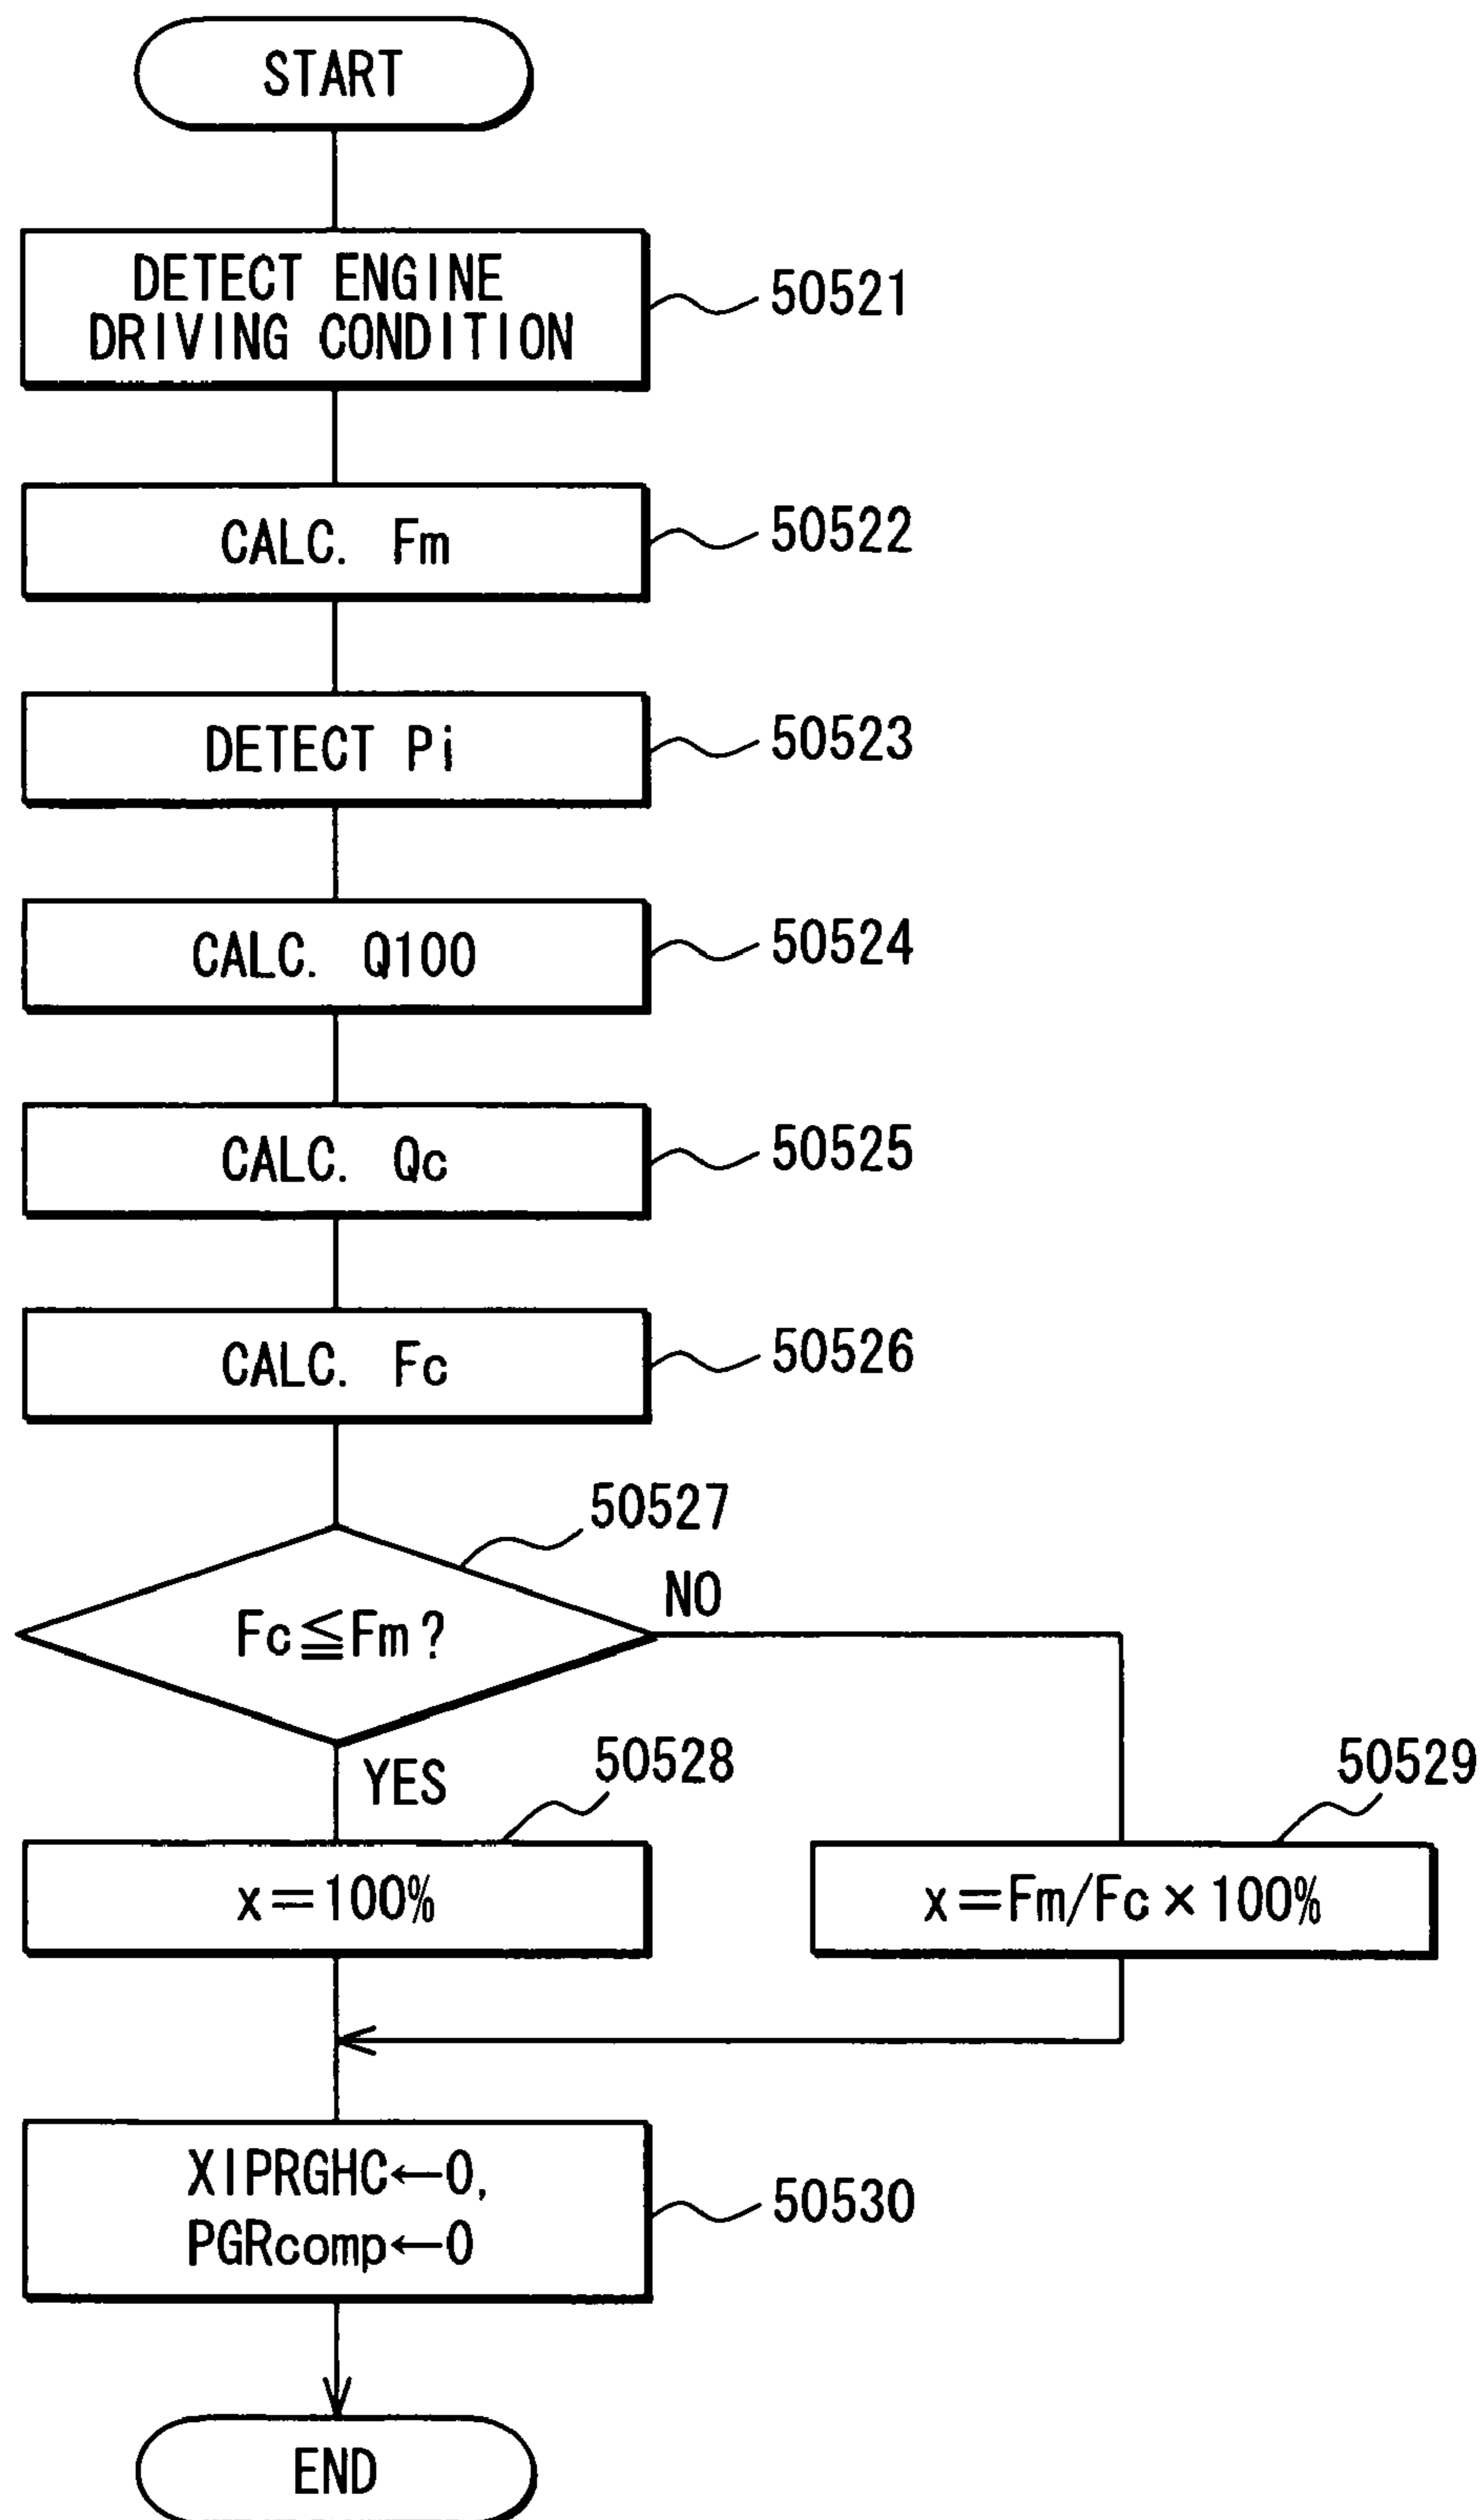 START
DETECT ENGINE
DRIVING CONDITION
50521
CALC. Fm
50522
DETECT Pi
50523
CALC. Q100
50524
CALC. Qc
50525
CALC. Fc
50526
50527
Fc≦Fm?
NO
YES
50528
50529
x=100%
x=Fm/Fc×100%
XIPRGHC←0,
PGRcomp←0
50530
END